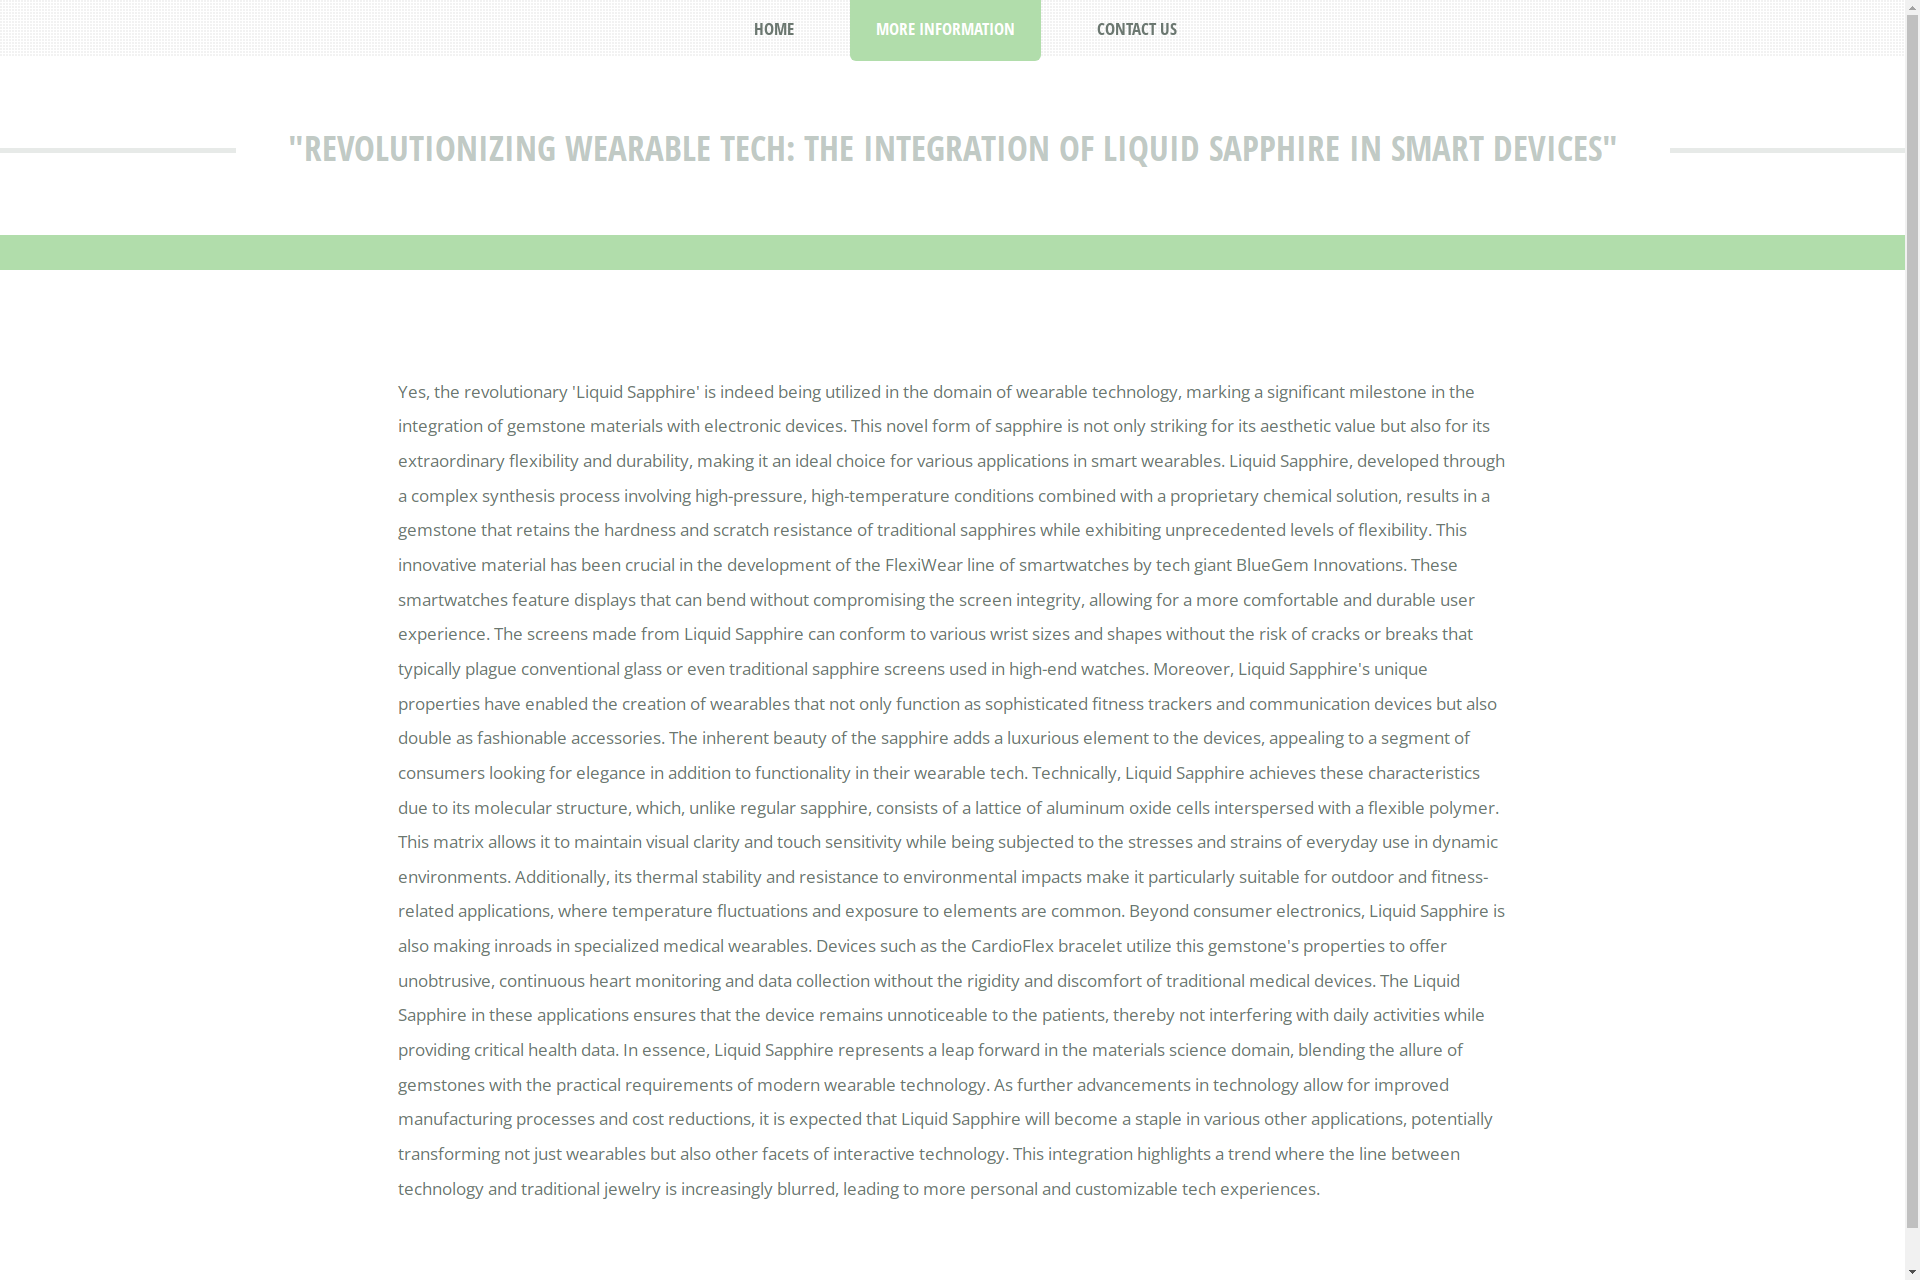 HOME
MORE INFORMATION
CONTACT US
"REVOLUTIONIZING WEARABLE TECH: THE INTEGRATION OF LIQUID SAPPHIRE IN SMART DEVICES"
Yes, the revolutionary 'Liquid Sapphire' is indeed being utilized in the domain of wearable technology, marking a significant milestone in the
integration of gemstone materials with electronic devices. This novel form of sapphire is not only striking for its aesthetic value but also for its
extraordinary flexibility and durability, making it an ideal choice for various applications in smart wearables. Liquid Sapphire, developed through
a complex synthesis process involving high-pressure, high-temperature conditions combined with a proprietary chemical solution, results in a
gemstone that retains the hardness and scratch resistance of traditional sapphires while exhibiting unprecedented levels of flexibility. This
innovative material has been crucial in the development of the FlexiWear line of smartwatches by tech giant BlueGem Innovations. These
smartwatches feature displays that can bend without compromising the screen integrity, allowing for a more comfortable and durable user
experience. The screens made from Liquid Sapphire can conform to various wrist sizes and shapes without the risk of cracks or breaks that
typically plague conventional glass or even traditional sapphire screens used in high-end watches. Moreover, Liquid Sapphire's unique
properties have enabled the creation of wearables that not only function as sophisticated fitness trackers and communication devices but also
double as fashionable accessories. The inherent beauty of the sapphire adds a luxurious element to the devices, appealing to a segment of
consumers looking for elegance in addition to functionality in their wearable tech. Technically, Liquid Sapphire achieves these characteristics
due to its molecular structure, which, unlike regular sapphire, consists of a lattice of aluminum oxide cells interspersed with a flexible polymer.
This matrix allows it to maintain visual clarity and touch sensitivity while being subjected to the stresses and strains of everyday use in dynamic
environments. Additionally, its thermal stability and resistance to environmental impacts make it particularly suitable for outdoor and fitness-
related applications, where temperature fluctuations and exposure to elements are common. Beyond consumer electronics, Liquid Sapphire is
also making inroads in specialized medical wearables. Devices such as the CardioFlex bracelet utilize this gemstone's properties to offer
unobtrusive, continuous heart monitoring and data collection without the rigidity and discomfort of traditional medical devices. The Liquid
Sapphire in these applications ensures that the device remains unnoticeable to the patients, thereby not interfering with daily activities while
providing critical health data. In essence, Liquid Sapphire represents a leap forward in the materials science domain, blending the allure of
gemstones with the practical requirements of modern wearable technology. As further advancements in technology allow for improved
manufacturing processes and cost reductions, it is expected that Liquid Sapphire will become a staple in various other applications, potentially
transforming not just wearables but also other facets of interactive technology. This integration highlights a trend where the line between
technology and traditional jewelry is increasingly blurred, leading to more personal and customizable tech experiences.